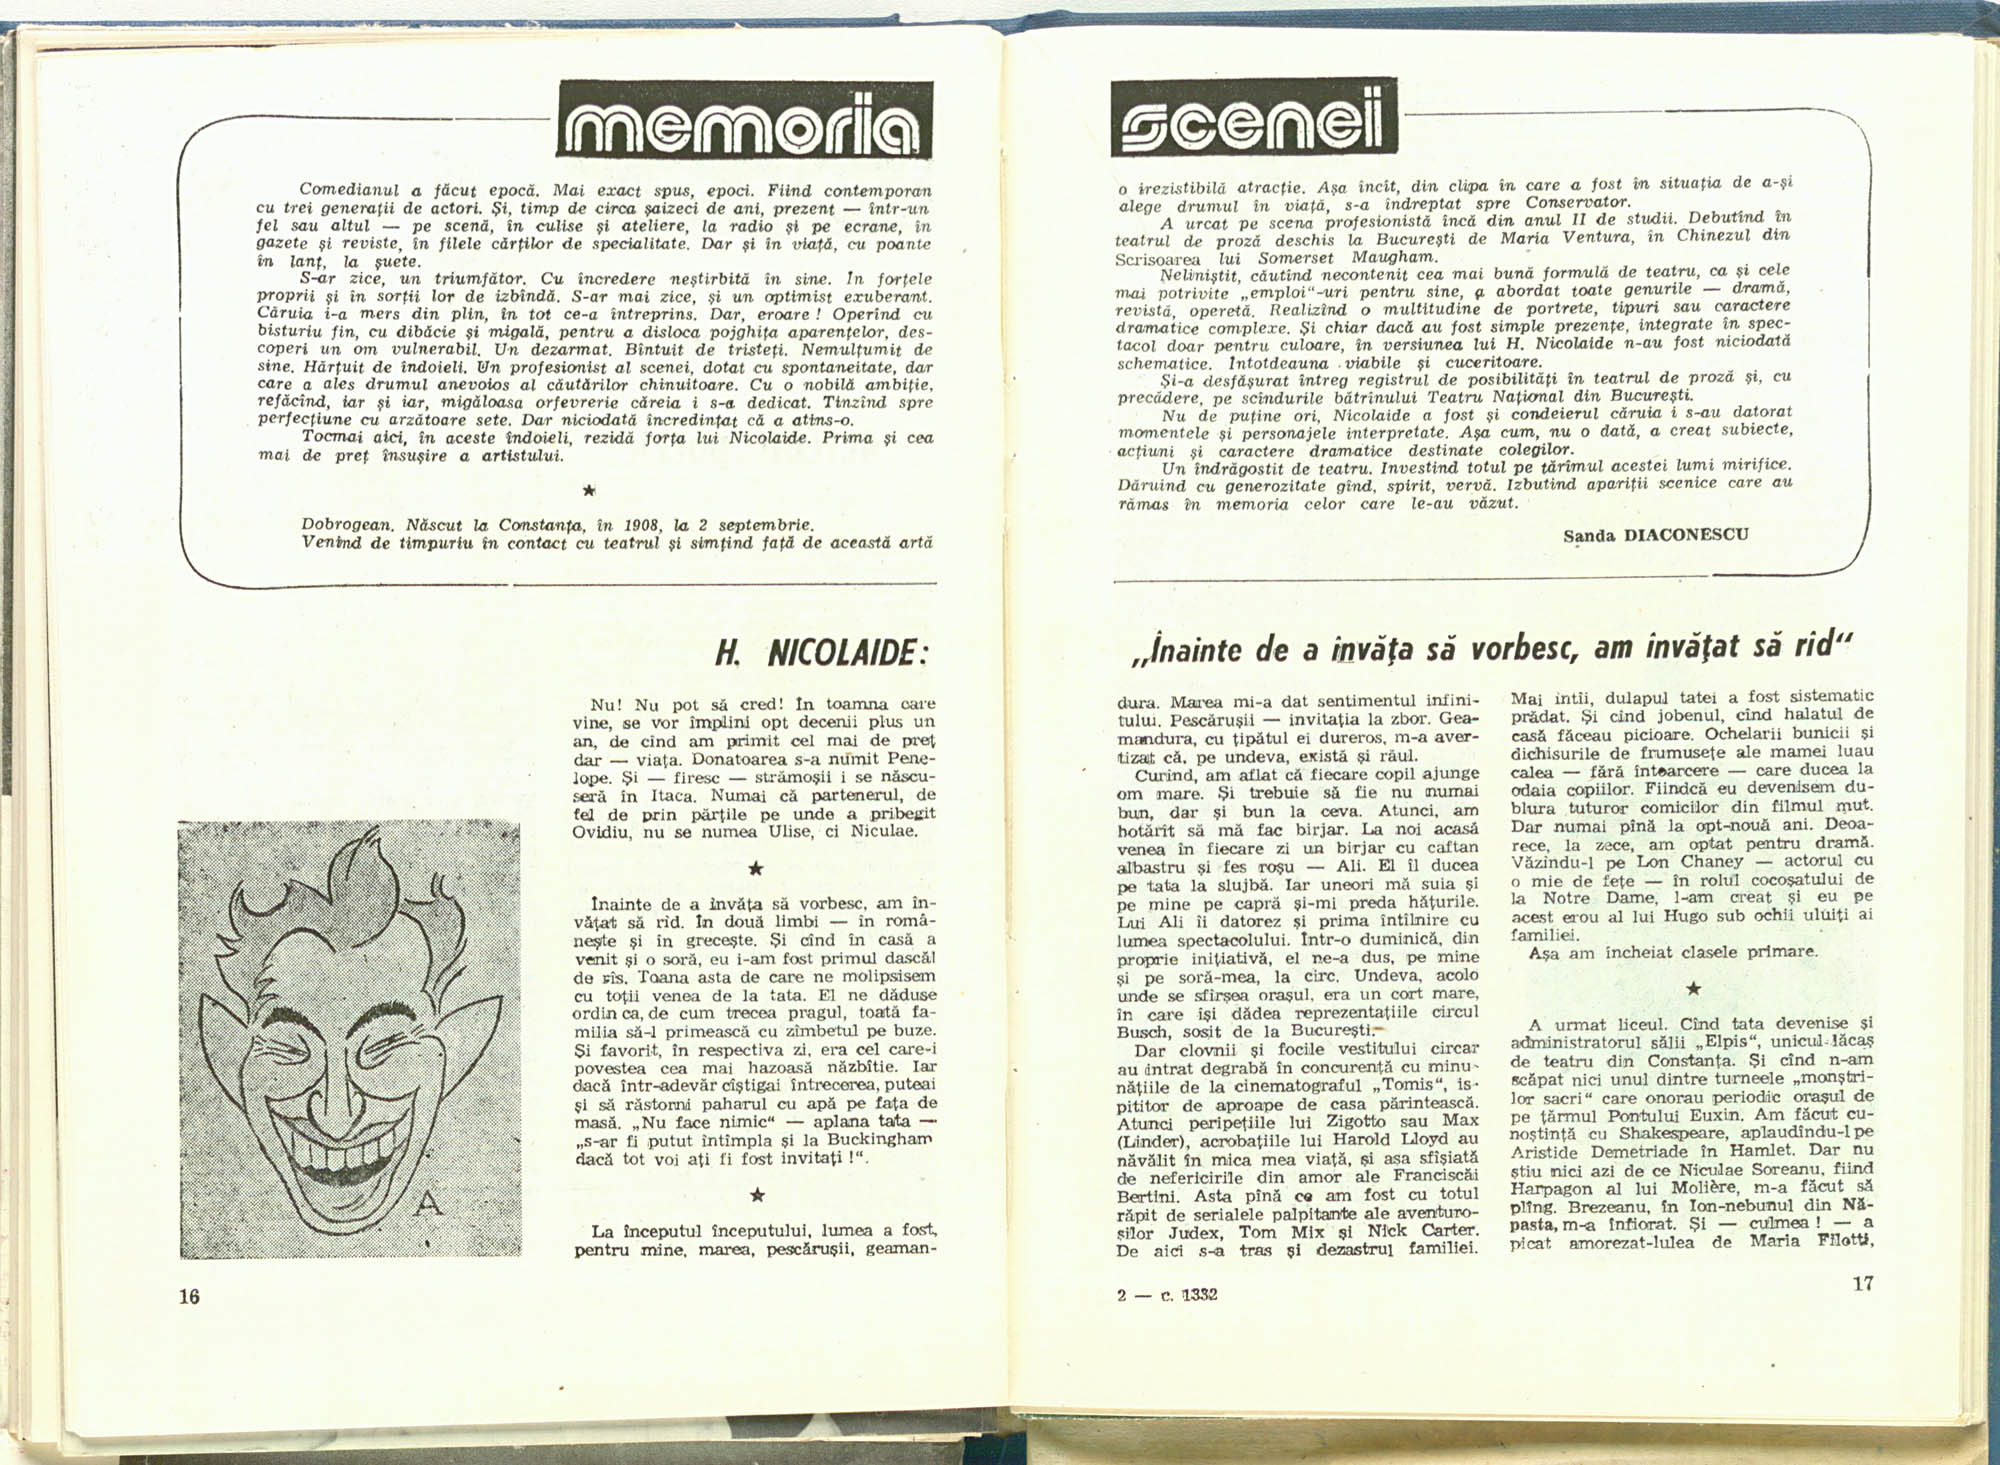 memoria
Comedianul a făcut epocă. Mai exact spus, epoci. Fiind contemporan
cu trei generații de actori. Și, timp de circa șaizeci de ani, prezent — într-un
fel sau altul — pe scenă, în culise și ateliere, la radio și pe ecrane, în
gazete și reviste, în filele cărților de specialitate. Dar și în viață, cu poante
în lanț, la șuete.
S-ar zice, un triumfător. Cu încredere neștirbită în sine. In forțele
proprii și în sorții lor de izbîndă. S-ar mai zice, și un optimist exuberant.
Căruia i-a mers din plin, în tot ce-a întreprins. Dar, eroare ! Operînd cu
bisturiu fin, cu dibăcie și migală, pentru a disloca pojghița aparențelor, des-
coperi un om vulnerabil. Un dezarmat. Bîntuit de tristeți. Nemulțumit de
sine. Hărțuit de îndoieli. Un profesionist al scenei, dotat cu spontaneitate, dar
care a ales drumul anevoios al căutărilor chinuitoare. Cu o nobilă ambiție,
refăcînd, iar și iar, migăloasa orfevrerie căreia i s-a dedicat. Tinzînd spre
perfecțiune cu arzătoare sete. Dar niciodată încredințat că a atins-o.
Tocmai aici, în aceste îndoieli, rezidă forța lui Nicolaide. Prima și cea
mai de preț însușire a artistului.
★
Dobrogean. Născut la Constanța, în 1908, la 2 septembrie.
Venind de timpuriu în contact cu teatrul și simțind față de această artă
H. NICOLAIDE:
Nu! Nu pot să cred! In toamna care
vine, se vor împlini opt decenii plus un
an, de cînd am primit cel mai de preț
dar — viața. Donatoarea s-a numit Pene-
lope. Și — firesc — strămoșii i se născu-
seră în Itaca. Numai că partenerul, de
fel de prin părțile pe unde a pribegit
Ovidiu, nu se numea Ulise, ci Niculae.
★
Inainte de a învăța să vorbesc, am în-
vățat să rîd. In două limbi — în româ-
nește și în grecește. Și cînd în casă a
venit și o soră, eu i-am fost primul dascăl
de rîs. Toana asta de care ne molipsisem
cu toții venea de la tata. El ne dăduse
ordin ca, de cum trecea pragul, toată fa-
milia să-l primească cu zîmbetul pe buze.
Și favorit, în respectiva zi, era cel care-i
povestea cea mai hazoasă năzbîtie. Iar
dacă într-adevăr cîștigai întrecerea, puteai
și să răstorni paharul cu apă pe fața de
masă. „Nu face nimic“ — aplana tata —
„s-ar fi putut întîmpla și la Buckingham
dacă tot voi ați fi fost invitați !“.
★
La începutul începutului, lumea a fost,
pentru mine, marea, pescărușii, geaman-
A
16
scenei
o irezistibilă atracție. Așa încît, din clipa în care a fost în situația de a-și
alege drumul în viață, s-a îndreptat spre Conservator.
A urcat pe scena profesionistă încă din anul II de studii. Debutînd în
teatrul de proză deschis la București de Maria Ventura, în Chinezul din
Scrisoarea lui Somerset Maugham.
Neliniștit, căutînd necontenit cea mai bună formulă de teatru, ca și cele
mai potrivite „emploi“-uri pentru sine, a abordat toate genurile — dramă,
revistă, operetă. Realizînd o multitudine de portrete, tipuri sau caractere
dramatice complexe. Și chiar dacă au fost simple prezențe, integrate în spec-
tacol doar pentru culoare, în versiunea lui H. Nicolaide n-au fost niciodată
schematice. Intotdeauna viabile și cuceritoare.
Și-a desfășurat întreg registrul de posibilități în teatrul de proză și, cu
precădere, pe scîndurile bătrînului Teatru Național din București.
Nu de puține ori, Nicolaide a fost și condeierul căruia i s-au datorat
momentele și personajele interpretate. Așa cum, nu o dată, a creat subiecte,
acțiuni și caractere dramatice destinate colegilor.
Un îndrăgostit de teatru. Investind totul pe tărîmul acestei lumi mirifice.
Dăruind cu generozitate gînd, spirit, vervă. Izbutind apariții scenice care au
rămas în memoria celor care le-au văzut.
Sanda DIACONESCU
„Înainte de a învăța să vorbesc, am învățat să rîd“
dura. Marea mi-a dat sentimentul infini-
tului. Pescărușii — invitația la zbor. Gea-
mandura, cu țipătul ei dureros, m-a aver-
tizat că, pe undeva, există și răul.
Curînd, am aflat că fiecare copil ajunge
om mare. Și trebuie să fie nu numai
bun, dar și bun la ceva. Atunci, am
hotărît să mă fac birjar. La noi acasă
venea în fiecare zi un birjar cu caftan
albastru și fes roșu — Ali. El îl ducea
pe tata la slujbă. Iar uneori mă suia și
pe mine pe capră și-mi preda hățurile.
Lui Ali îi datorez și prima întîlnire cu
lumea spectacolului. Intr-o duminică, din
proprie inițiativă, el ne-a dus, pe mine
și pe soră-mea, la circ. Undeva, acolo
unde se sfîrșea orașul, era un cort mare,
în care își dădea reprezentațiile circul
Busch, sosit de la București.
Dar clovnii și focile vestitului circar
au intrat degrabă în concurență cu minu-
nățiile de la cinematograful „Tomis“, is-
pititor de aproape de casa părintească.
Atunci peripețiile lui Zigotto sau Max
(Linder), acrobațiile lui Harold Lloyd au
năvălit în mica mea viață, și așa sfîșiată
de nefericirile din amor ale Franciscăi
Bertini. Asta pînă ce am fost cu totul
răpit de serialele palpitante ale aventuro-
șilor Judex, Tom Mix și Nick Carter.
De aici s-a tras și dezastrul familiei.
Mai întîi, dulapul tatei a fost sistematic
prădat. Și cînd jobenul, cînd halatul de
casă făceau picioare. Ochelarii bunicii și
dichisurile de frumusețe ale mamei luau
calea — fără întoarcere — care ducea la
odaia copiilor. Fiindcă eu devenisem du-
blura tuturor comicilor din filmul mut.
Dar numai pînă la opt-nouă ani. Deoa-
rece, la zece, am optat pentru dramă.
Văzîndu-l pe Lon Chaney — actorul cu
o mie de fețe — în rolul cocoșatului de
la Notre Dame, l-am creat și eu pe
acest erou al lui Hugo sub ochii uluiți ai
familiei.
Așa am încheiat clasele primare.
★
A urmat liceul. Cînd tata devenise și
administratorul sălii „Elpis“, unicul lăcaș
de teatru din Constanța. Și cînd n-am
scăpat nici unul dintre turneele „monștri-
lor sacri“ care onorau periodic orașul de
pe țărmul Pontului Euxin. Am făcut cu-
noștință cu Shakespeare, aplaudîndu-l pe
Aristide Demetriade în Hamlet. Dar nu
știu nici azi de ce Niculae Soreanu, fiind
Harpagon al lui Molière, m-a făcut să
plîng. Brezeanu, în Ion-nebunul din Nă-
pasta, m-a înfiorat. Și — culmea ! — a
picat amorezat-lulea de Maria Filotti,
2 — c. 1332
17